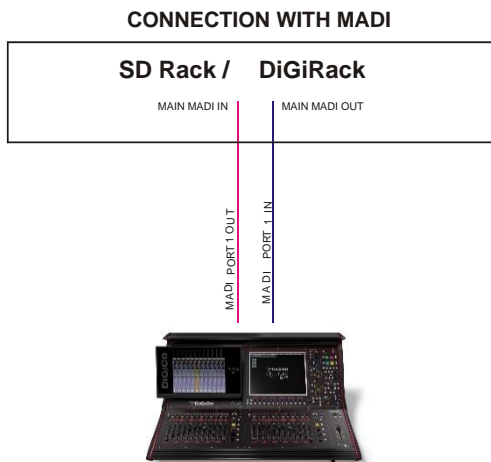 CONNECTION WITH MADI
SD Rack / DiGiRack
MAIN MADI IN
MAIN MADI OUT
MADI PORT 1 OUT
MADI PORT 1 IN
DiGiCo